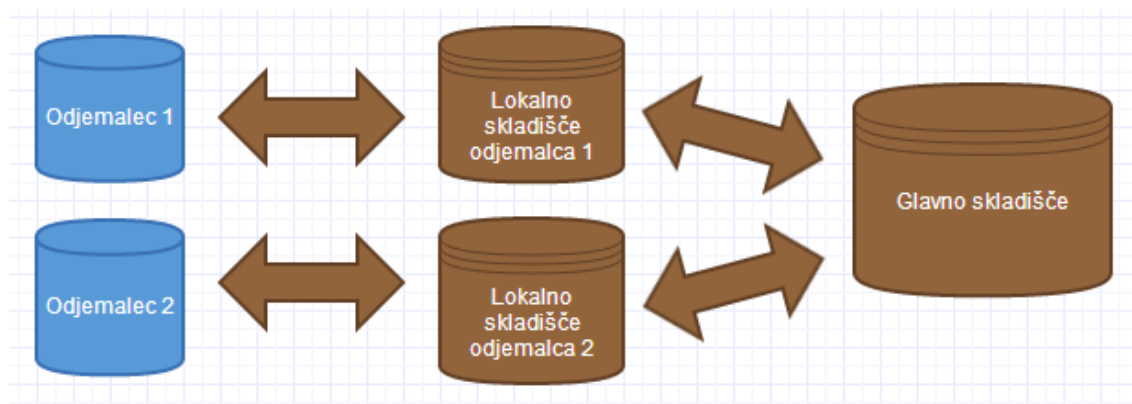 Odjemalec 1
Lokalno
skladišče
odjemalca 1
Glavno skladišče
Odjemalec 2
Lokalno
skladišče
odjemalca 2